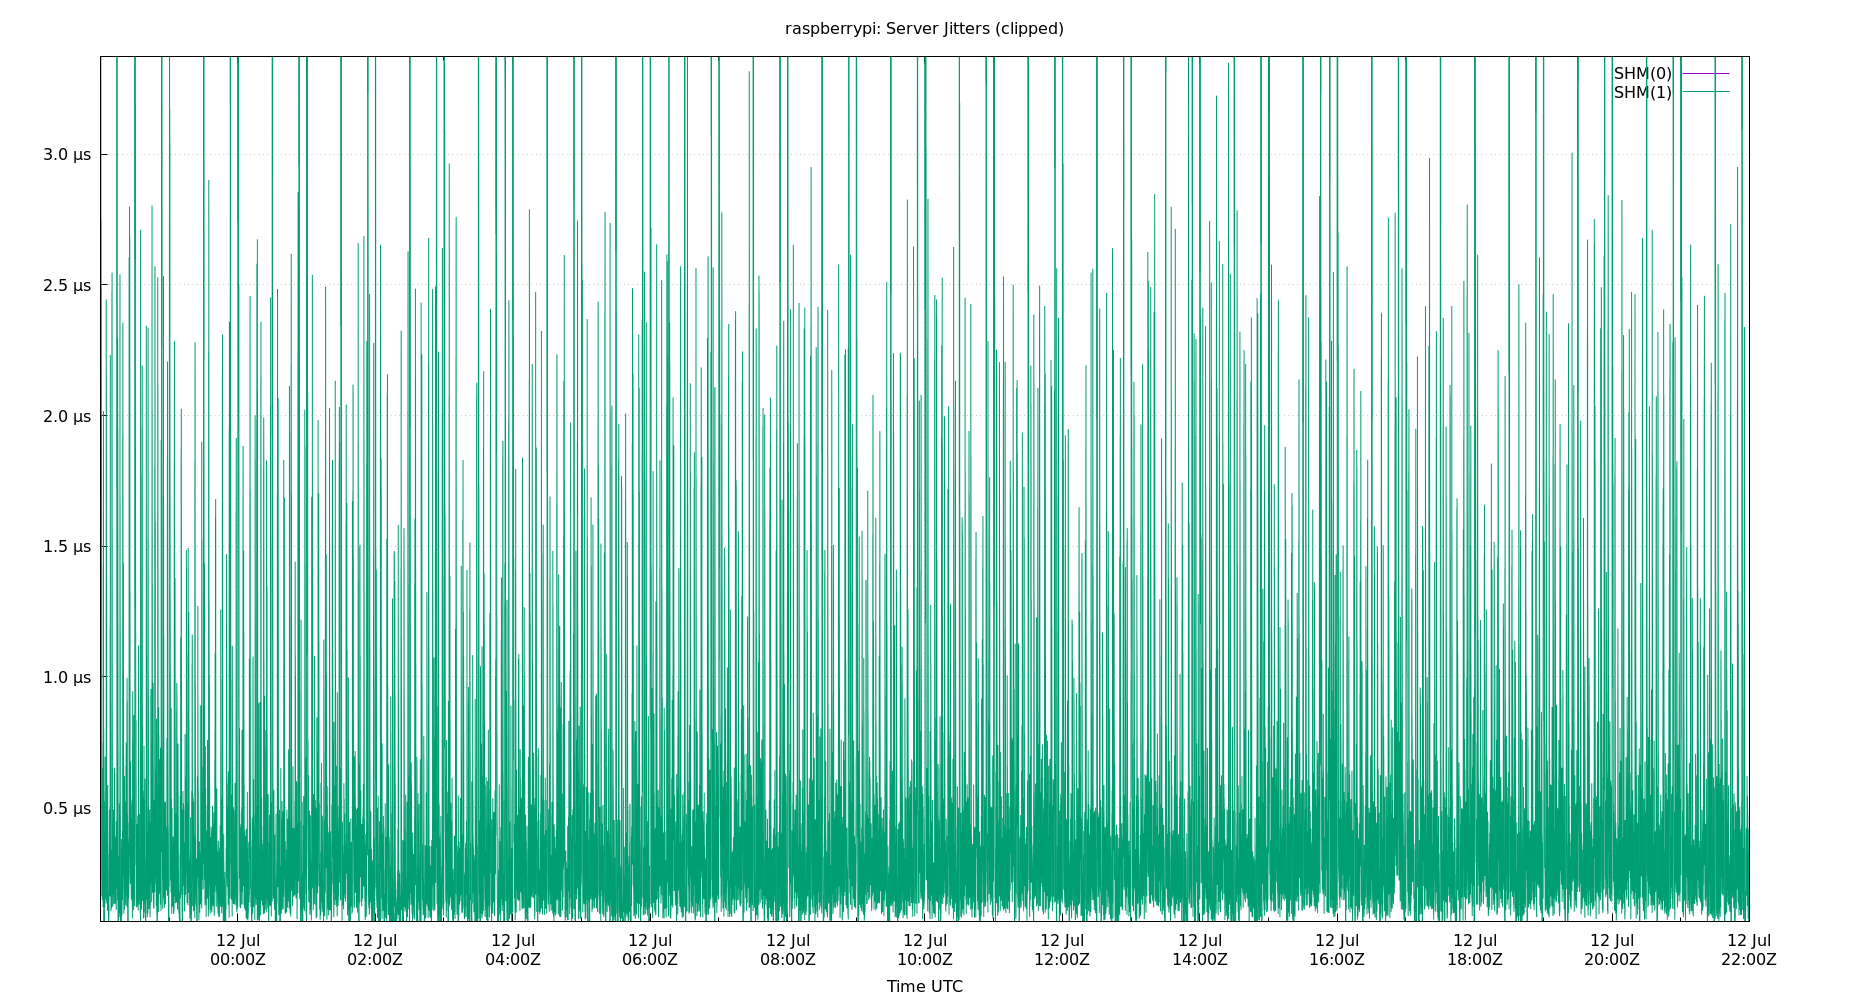 raspberrypi: Server Jitters (clipped)
SHM(0)
SHM(1)
3.0 µs
2.5 µs
2.0 µs
1.5 µs
1.0 µs
0.5 µs
12 Jul 12 Jul 12 Jul 12 Jul 12 Jul 12 Jul 12 Jul 12 Jul 12 Jul 12 Jul 12 Jul 12 Jul
00:00Z 02:00Z 04:00Z 06:00Z 08:00Z 10:00Z 12:00Z 14:00Z 16:00Z 18:00Z 20:00Z 22:00Z
Time UTC